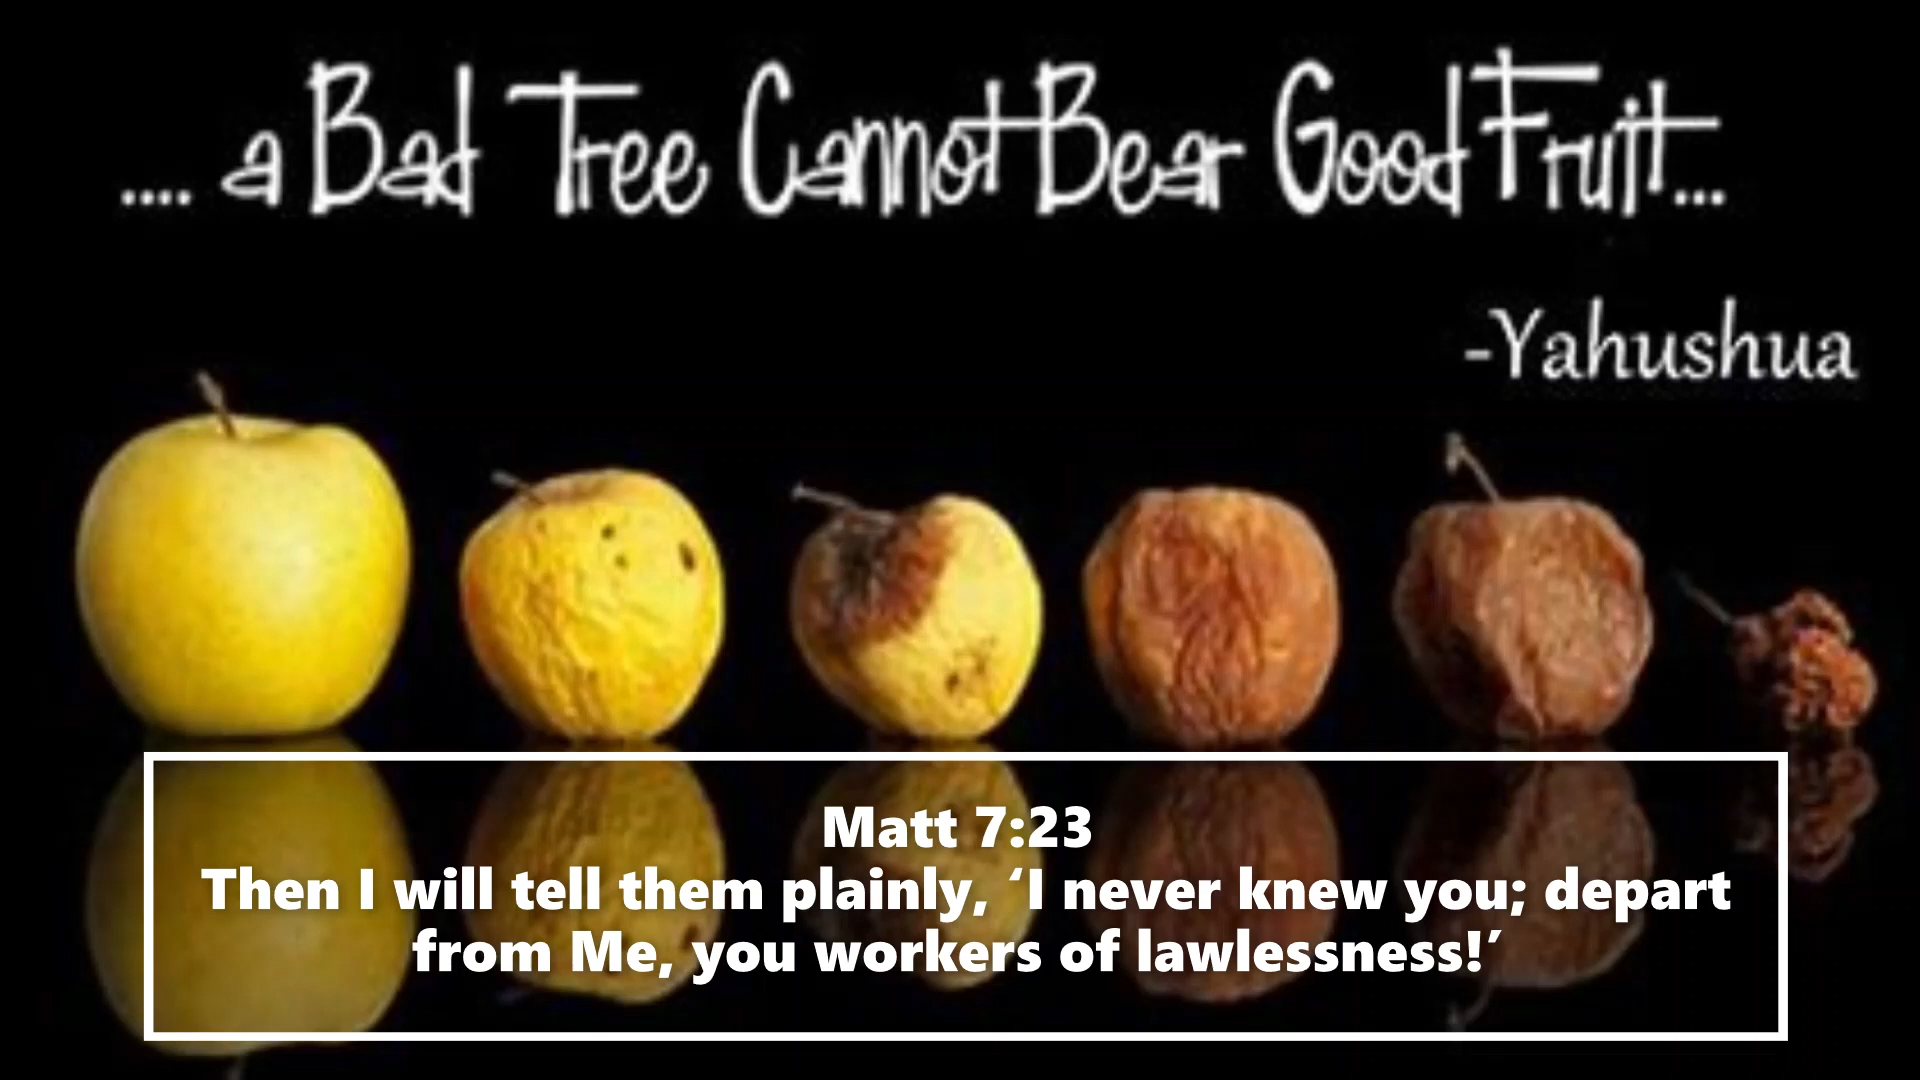 .... a Bad Tree Cannot Bear Good Fruit...
-Yahushua
Matt 7:23
Then I will tell them plainly, ‘I never knew you; depart
from Me, you workers of lawlessness!’